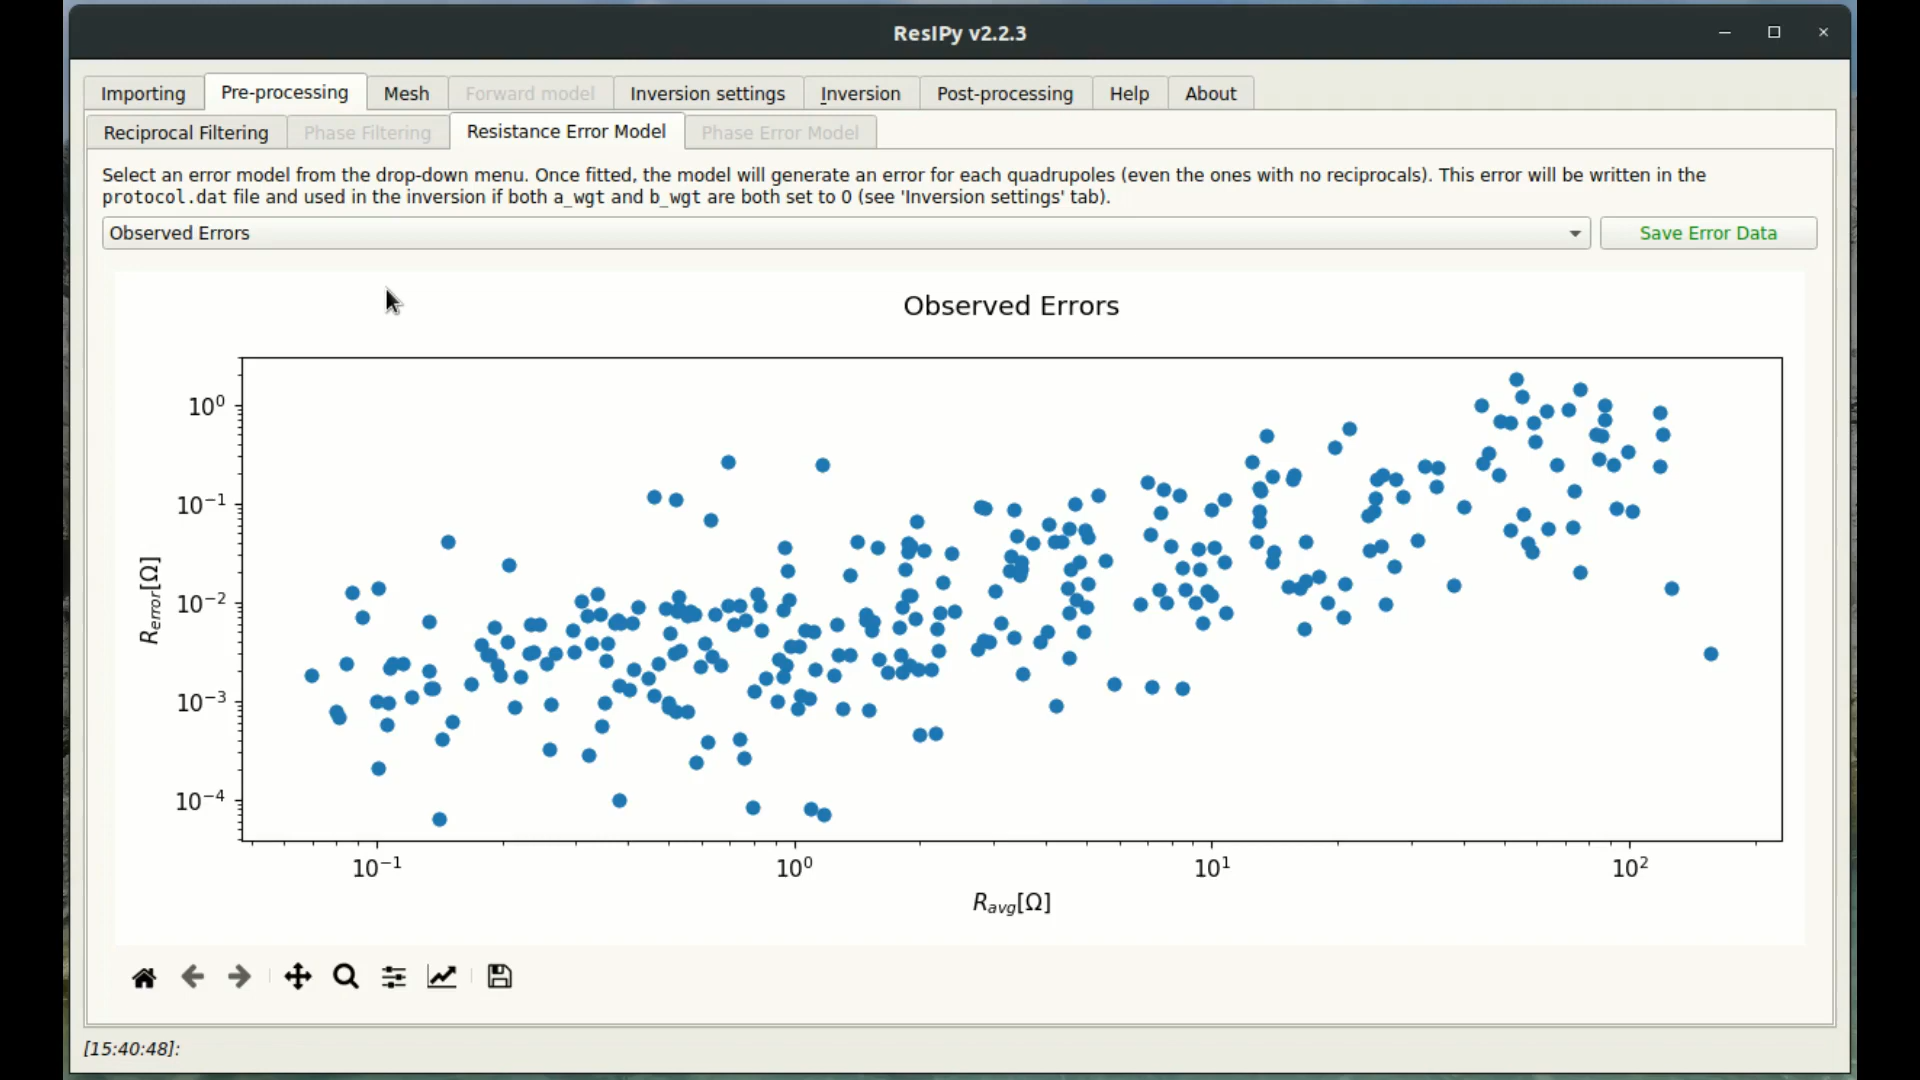 ResIPy v2.2.3
Importing Pre-processing Mesh Forward model Inversion settings Inversion Post-processing Help About
Reciprocal Filtering Phase Filtering Resistance Error Model Phase Error Model
Select an error model from the drop-down menu. Once fitted, the model will generate an error for each quadrupoles (even the ones with no reciprocals). This error will be written in the
protocol.dat file and used in the inversion if both a_wgt and b_wgt are both set to 0 (see 'Inversion settings' tab).
Observed Errors Save Error Data
Observed Errors
10⁰
10⁻¹
10⁻²
10⁻³
10⁻⁴
R_error[Ω]
10⁻¹ 10⁰ 10¹ 10²
R_avg[Ω]
[15:40:48]: